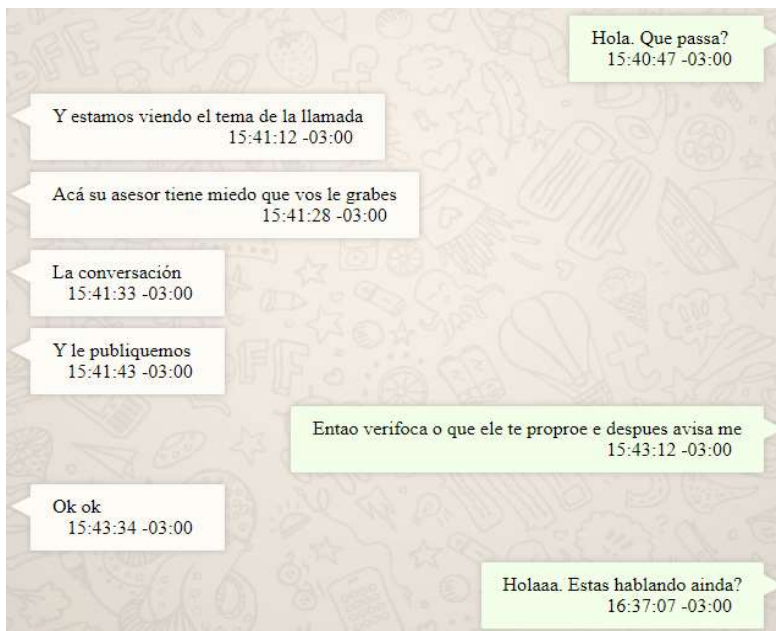 Hola. Que passa?
15:40:47 -03:00
Y estamos viendo el tema de la llamada
15:41:12 -03:00
Acá su asesor tiene miedo que vos le grabes
15:41:28 -03:00
La conversación
15:41:33 -03:00
Y le publiquemos
15:41:43 -03:00
Entao verifoca o que ele te proproe e despues avisa me
15:43:12 -03:00
Ok ok
15:43:34 -03:00
Holaaa. Estas hablando ainda?
16:37:07 -03:00